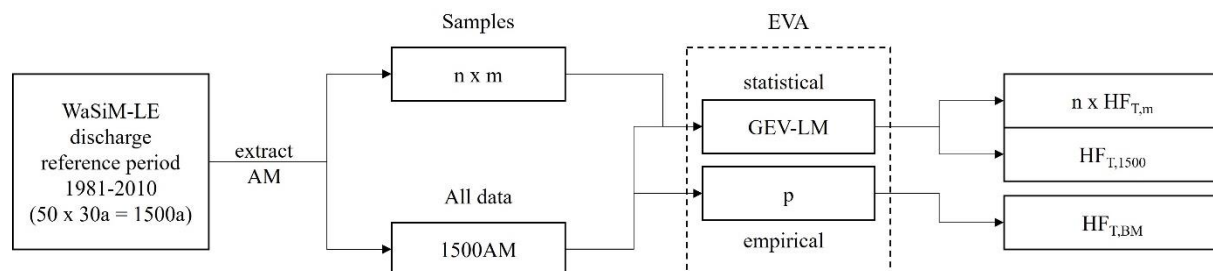 WaSiM-LE
discharge
reference period
1981-2010
(50 x 30a = 1500a)
extract
AM
Samples
n x m
All data
1500AM
EVA
statistical
GEV-LM
p
empirical
n x HF_T,m
HF_T,1500
HF_T,BM